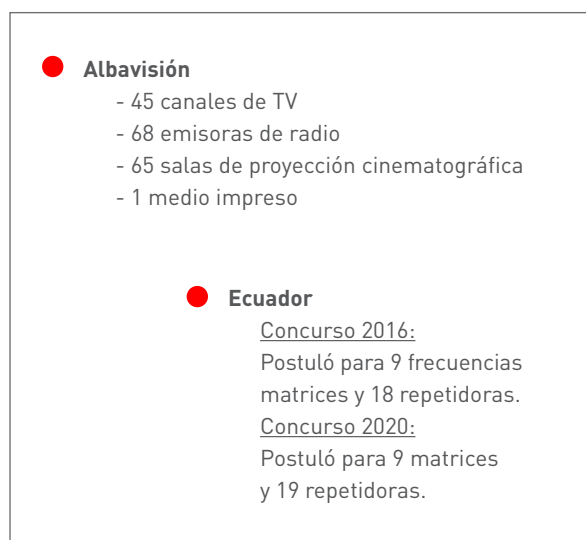 Albavisión
- 45 canales de TV
- 68 emisoras de radio
- 65 salas de proyección cinematográfica
- 1 medio impreso
Ecuador
Concurso 2016:
Postuló para 9 frecuencias
matrices y 18 repetidoras.
Concurso 2020:
Postuló para 9 matrices
y 19 repetidoras.